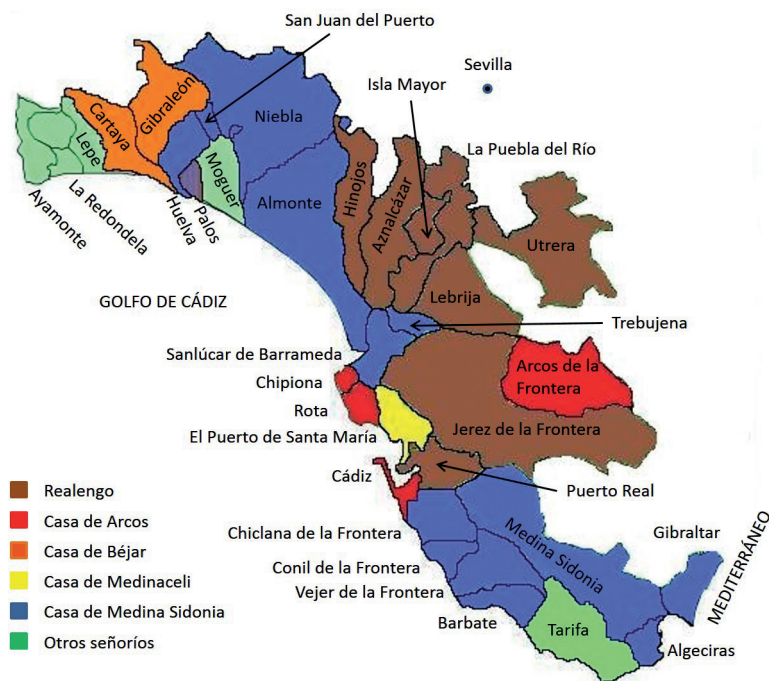 San Juan del Puerto
Sevilla
Isla Mayor
Gibraleón
Cartaya
Niebla
La Puebla del Río
Lepe
Moguer
Hinojos
Aznalcázar
Ayamonte
La Redondela
Huelva
Palos
Almonte
Utrera
GOLFO DE CÁDIZ
Lebrija
Trebujena
Sanlúcar de Barrameda
Chipiona
Arcos de la
Frontera
Rota
El Puerto de Santa María
Jerez de la Frontera
Cádiz
Puerto Real
Realengo
Casa de Arcos
Casa de Béjar
Casa de Medinaceli
Casa de Medina Sidonia
Otros señoríos
Chiclana de la Frontera
Medina Sidonia
Gibraltar
MEDITERRÁNEO
Conil de la Frontera
Vejer de la Frontera
Barbate
Tarifa
Algeciras